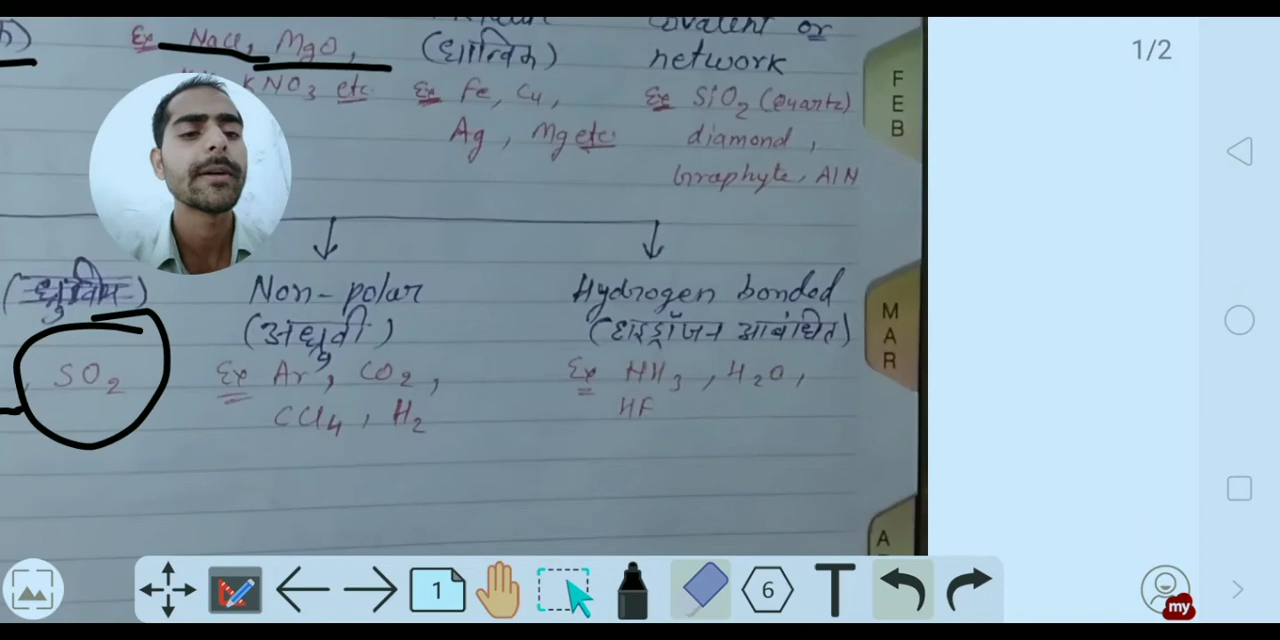 Ex NaCl, MgO,
KNO3 etc.
(धात्विक)
Ex Fe, Cu,
Ag, Mg etc.
Covalent or
network
Ex SiO2 (Quartz)
diamond,
Graphyte, AlN
Non-polar
(अध्रुवी)
Ex Ar, CO2,
CCl4, H2
Hydrogen bonded
(हाइड्रॉजन आबंधित)
Ex NH3, H2O,
HF
SO2
FEB
MAR
A
1/2
1
6
T
my